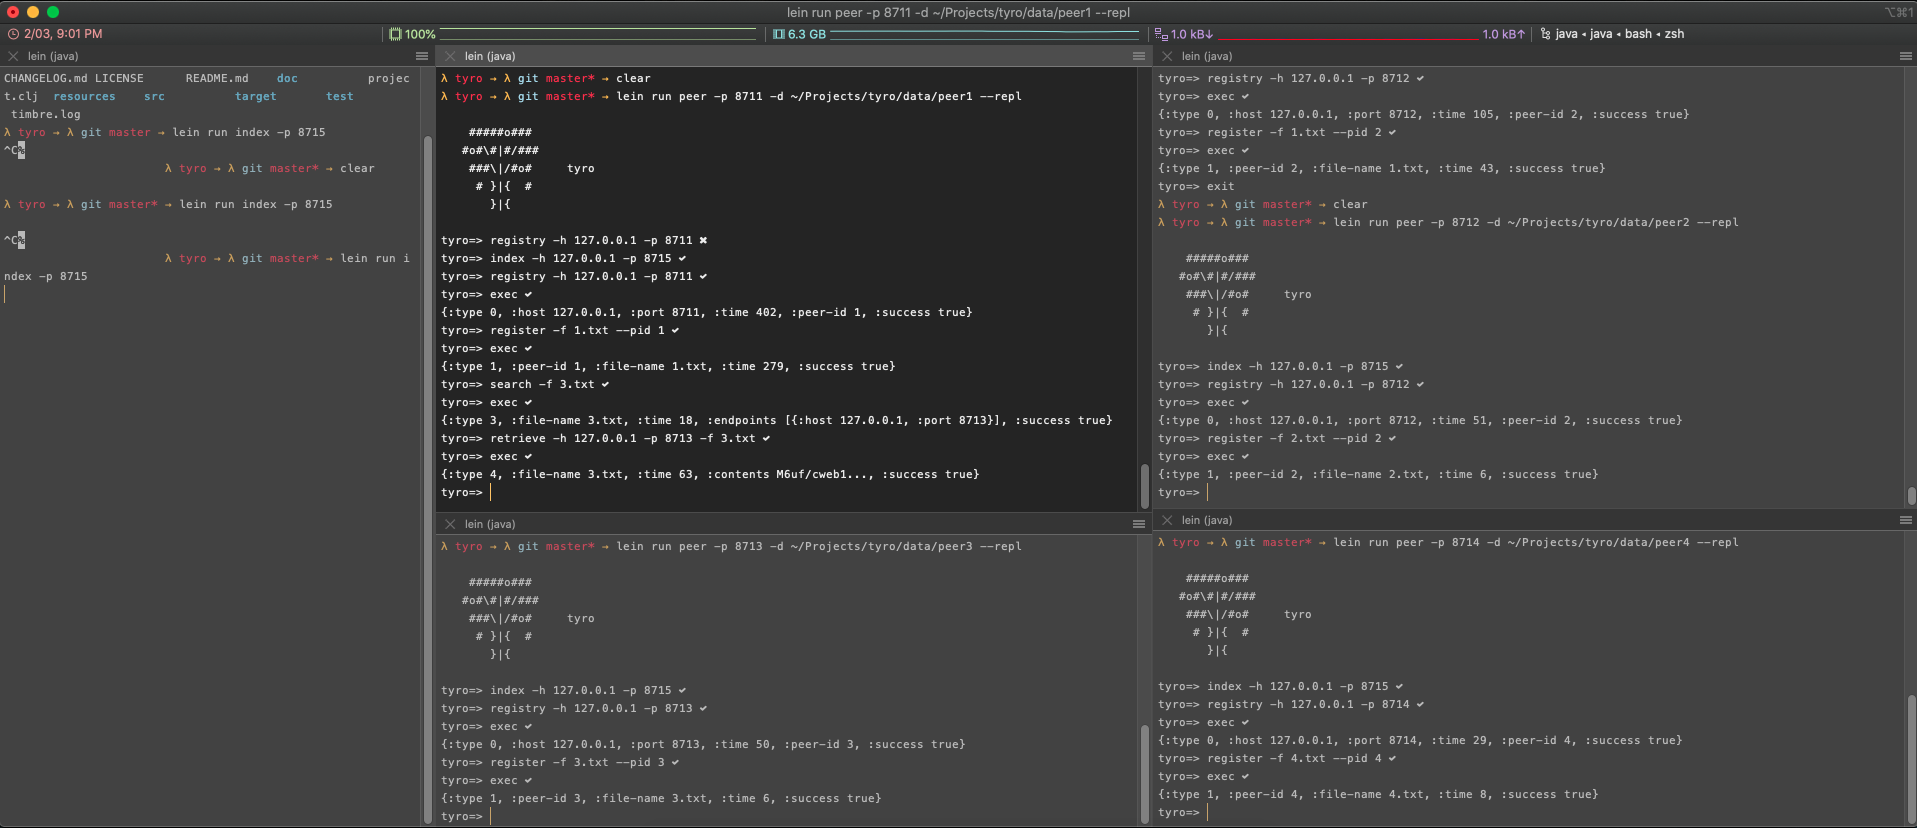 lein run peer -p 8711 -d ~/Projects/tyro/data/peer1 --repl
⌥⌘1
2/03, 9:01 PM
100%
6.3 GB
1.0 kB↓
1.0 kB↑
java ◂ java ◂ bash ◂ zsh
lein (java)
CHANGELOG.md LICENSE README.md doc projec
t.clj resources src target test
timbre.log
λ tyro → λ git master → lein run index -p 8715
^C%
λ tyro → λ git master* → clear
λ tyro → λ git master* → lein run index -p 8715
^C%
λ tyro → λ git master* → lein run i
ndex -p 8715
lein (java)
λ tyro → λ git master* → clear
λ tyro → λ git master* → lein run peer -p 8711 -d ~/Projects/tyro/data/peer1 --repl
#####o###
#o#\#|#/###
###\|/#o# tyro
# }|{ #
}|{
tyro=> registry -h 127.0.0.1 -p 8711 ✖
tyro=> index -h 127.0.0.1 -p 8715 ✔
tyro=> registry -h 127.0.0.1 -p 8711 ✔
tyro=> exec ✔
{:type 0, :host 127.0.0.1, :port 8711, :time 402, :peer-id 1, :success true}
tyro=> register -f 1.txt --pid 1 ✔
tyro=> exec ✔
{:type 1, :peer-id 1, :file-name 1.txt, :time 279, :success true}
tyro=> search -f 3.txt ✔
tyro=> exec ✔
{:type 3, :file-name 3.txt, :time 18, :endpoints [{:host 127.0.0.1, :port 8713}], :success true}
tyro=> retrieve -h 127.0.0.1 -p 8713 -f 3.txt ✔
tyro=> exec ✔
{:type 4, :file-name 3.txt, :time 63, :contents M6uf/cweb1..., :success true}
tyro=>
lein (java)
λ tyro → λ git master* → lein run peer -p 8713 -d ~/Projects/tyro/data/peer3 --repl
#####o###
#o#\#|#/###
###\|/#o# tyro
# }|{ #
}|{
tyro=> index -h 127.0.0.1 -p 8715 ✔
tyro=> registry -h 127.0.0.1 -p 8713 ✔
tyro=> exec ✔
{:type 0, :host 127.0.0.1, :port 8713, :time 50, :peer-id 3, :success true}
tyro=> register -f 3.txt --pid 3 ✔
tyro=> exec ✔
{:type 1, :peer-id 3, :file-name 3.txt, :time 6, :success true}
tyro=>
lein (java)
tyro=> registry -h 127.0.0.1 -p 8712 ✔
tyro=> exec ✔
{:type 0, :host 127.0.0.1, :port 8712, :time 105, :peer-id 2, :success true}
tyro=> register -f 1.txt --pid 2 ✔
tyro=> exec ✔
{:type 1, :peer-id 2, :file-name 1.txt, :time 43, :success true}
tyro=> exit
λ tyro → λ git master* → clear
λ tyro → λ git master* → lein run peer -p 8712 -d ~/Projects/tyro/data/peer2 --repl
#####o###
#o#\#|#/###
###\|/#o# tyro
# }|{ #
}|{
tyro=> index -h 127.0.0.1 -p 8715 ✔
tyro=> registry -h 127.0.0.1 -p 8712 ✔
tyro=> exec ✔
{:type 0, :host 127.0.0.1, :port 8712, :time 51, :peer-id 2, :success true}
tyro=> register -f 2.txt --pid 2 ✔
tyro=> exec ✔
{:type 1, :peer-id 2, :file-name 2.txt, :time 6, :success true}
tyro=>
lein (java)
λ tyro → λ git master* → lein run peer -p 8714 -d ~/Projects/tyro/data/peer4 --repl
#####o###
#o#\#|#/###
###\|/#o# tyro
# }|{ #
}|{
tyro=> index -h 127.0.0.1 -p 8715 ✔
tyro=> registry -h 127.0.0.1 -p 8714 ✔
tyro=> exec ✔
{:type 0, :host 127.0.0.1, :port 8714, :time 29, :peer-id 4, :success true}
tyro=> register -f 4.txt --pid 4 ✔
tyro=> exec ✔
{:type 1, :peer-id 4, :file-name 4.txt, :time 8, :success true}
tyro=>